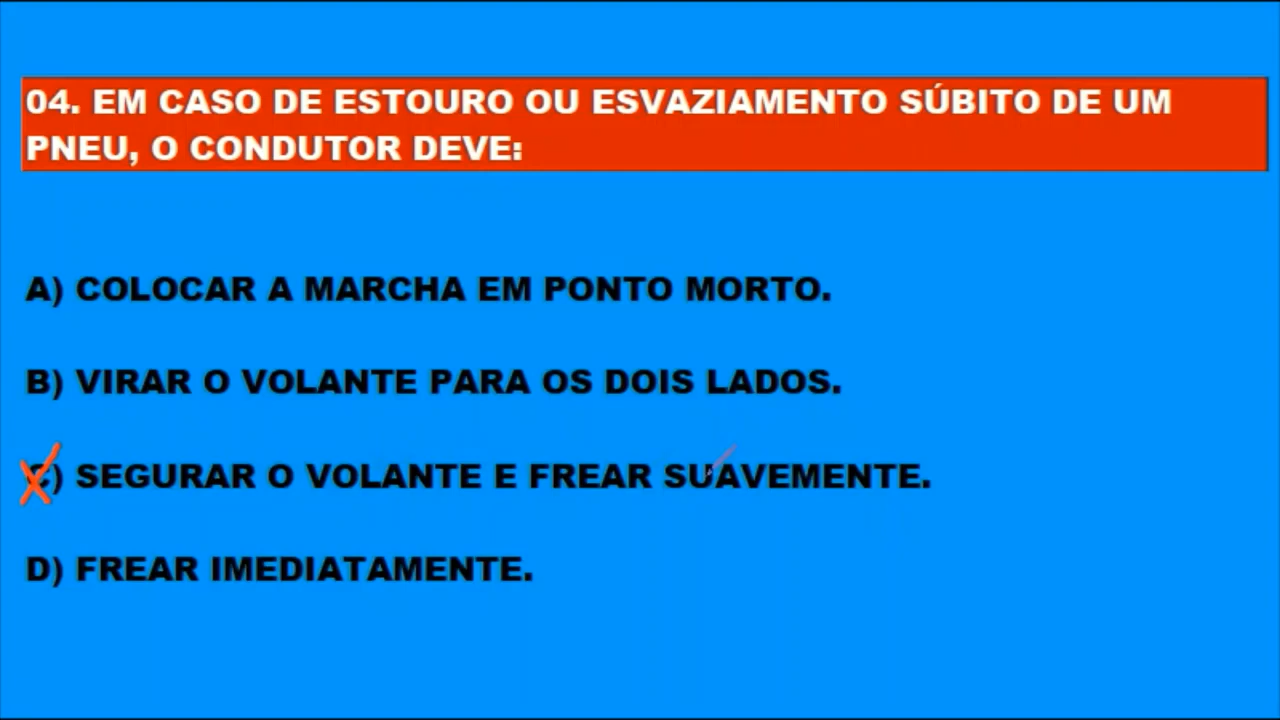 04. EM CASO DE ESTOURO OU ESVAZIAMENTO SÚBITO DE UM
PNEU, O CONDUTOR DEVE:
A) COLOCAR A MARCHA EM PONTO MORTO.
B) VIRAR O VOLANTE PARA OS DOIS LADOS.
C) SEGURAR O VOLANTE E FREAR SUAVEMENTE.
D) FREAR IMEDIATAMENTE.